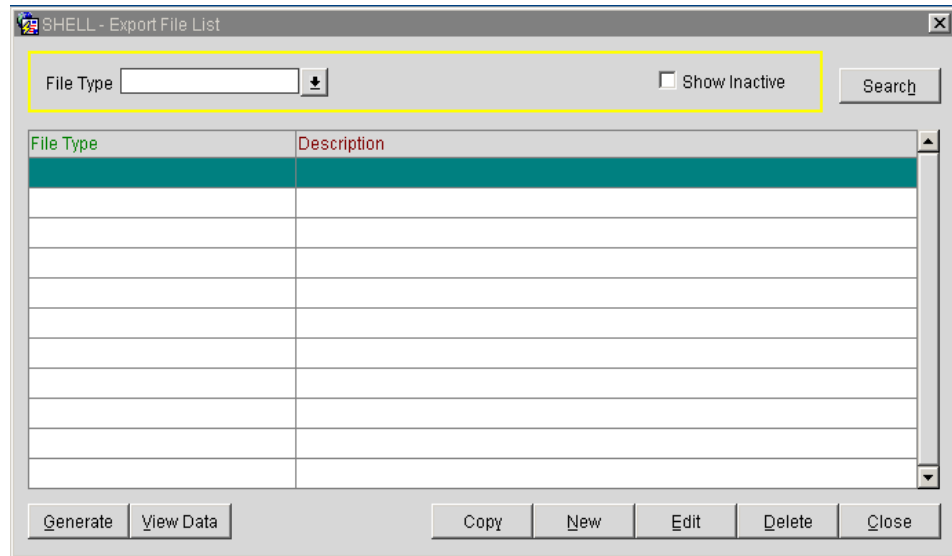 SHELL - Export File List
File Type Show Inactive Search
File Type Description
Generate View Data Copy New Edit Delete Close